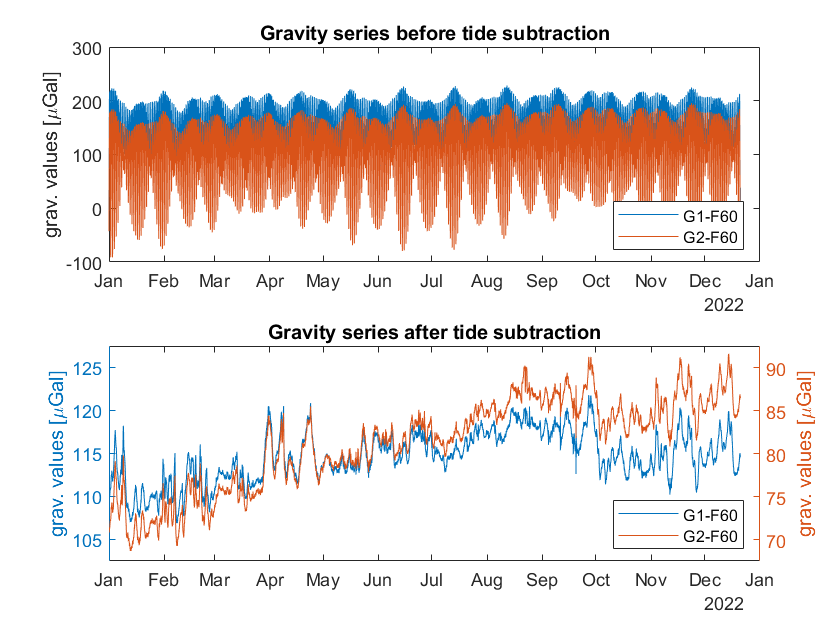 Gravity series before tide subtraction
grav. values [μGal]
300
200
100
0
-100
G1-F60
G2-F60
Jan Feb Mar Apr May Jun Jul Aug Sep Oct Nov Dec Jan
2022
Gravity series after tide subtraction
grav. values [μGal]
125
120
115
110
105
90
85
80
75
70
grav. values [μGal]
G1-F60
G2-F60
Jan Feb Mar Apr May Jun Jul Aug Sep Oct Nov Dec Jan
2022